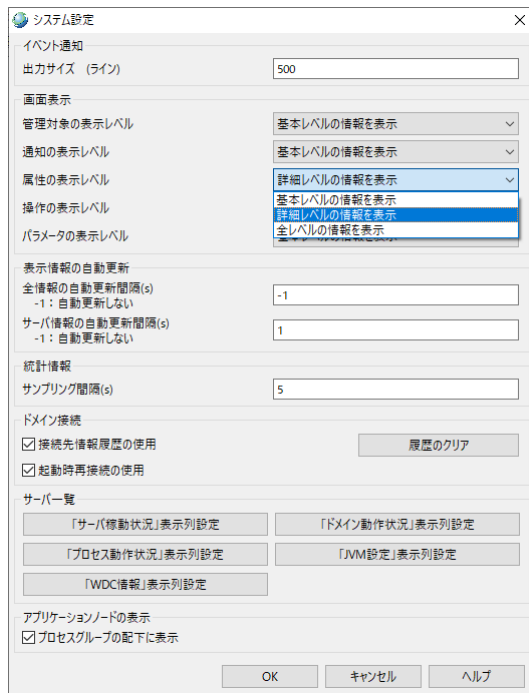 システム設定
イベント通知
出力サイズ (ライン)
500
画面表示
管理対象の表示レベル
基本レベルの情報を表示
通知の表示レベル
基本レベルの情報を表示
属性の表示レベル
詳細レベルの情報を表示
基本レベルの情報を表示
操作の表示レベル
詳細レベルの情報を表示
全レベルの情報を表示
パラメータの表示レベル
表示情報の自動更新
全情報の自動更新間隔(s)
-1：自動更新しない
-1
サーバ情報の自動更新間隔(s)
-1：自動更新しない
1
統計情報
サンプリング間隔(s)
5
ドメイン接続
接続先情報履歴の使用
履歴のクリア
起動時再接続の使用
サーバ一覧
「サーバ稼動状況」表示列設定
「ドメイン動作状況」表示列設定
「プロセス動作状況」表示列設定
「JVM設定」表示列設定
「WDC情報」表示列設定
アプリケーションノードの表示
プロセスグループの配下に表示
OK
キャンセル
ヘルプ